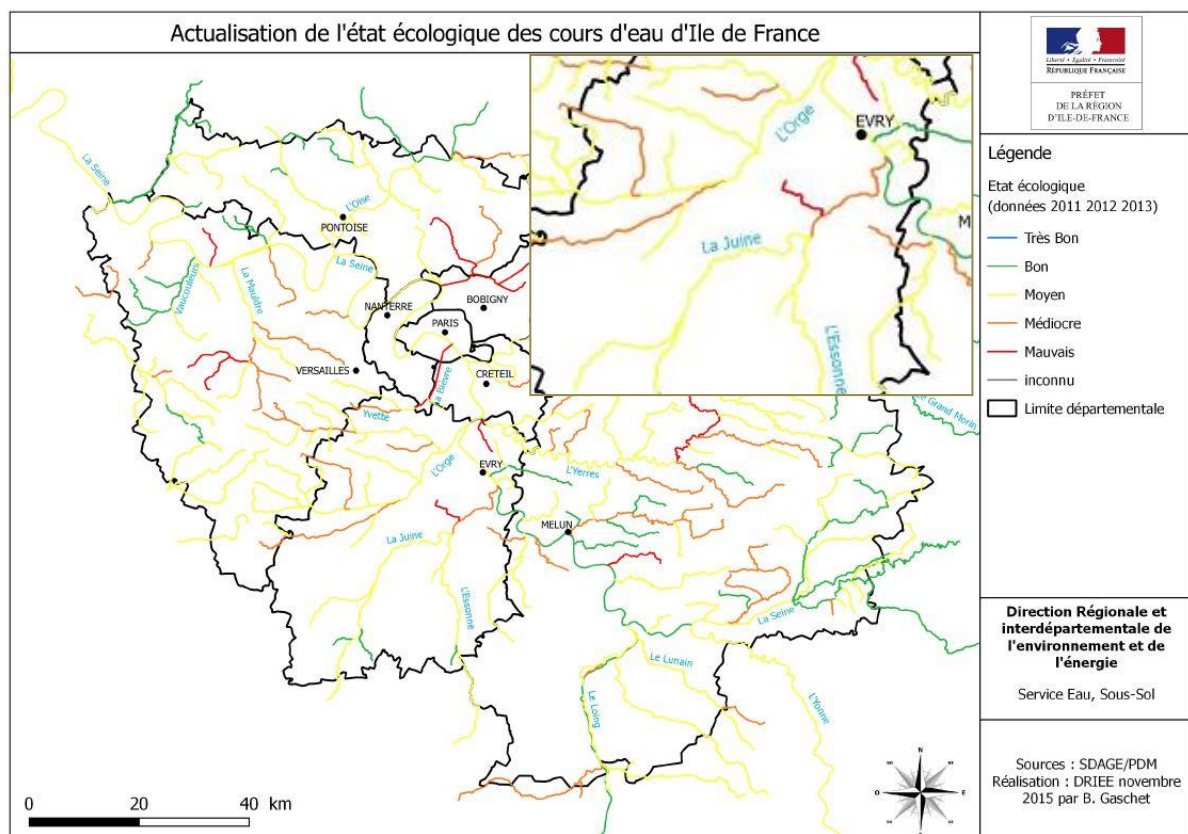 Actualisation de l'état écologique des cours d'eau d'Ile de France
Liberté • Égalité • Fraternité
RÉPUBLIQUE FRANÇAISE
PRÉFET
DE LA RÉGION
D'ILE-DE-FRANCE
Légende
Etat écologique
(données 2011 2012 2013)
Très Bon
Bon
Moyen
Médiocre
Mauvais
inconnu
Limite départementale
Direction Régionale et
interdépartementale de
l'environnement et de
l'énergie
Service Eau, Sous-Sol
Sources : SDAGE/PDM
Réalisation : DRIEE novembre
2015 par B. Gaschet
L'Orge
EVRY
M
La Juine
L'Essonne
La Seine
L'Oise
PONTOISE
La Seine
Vaucouleurs
La Mauldre
NANTERRE
BOBIGNY
PARIS
VERSAILLES
CRETEIL
La Bièvre
Yvette
Grand Morin
L'Orge
EVRY
L'Yerres
MELUN
La Juine
L'Essonne
La Seine
Le Lunain
Le Loing
L'Yonne
N
O
E
S
0 20 40 km